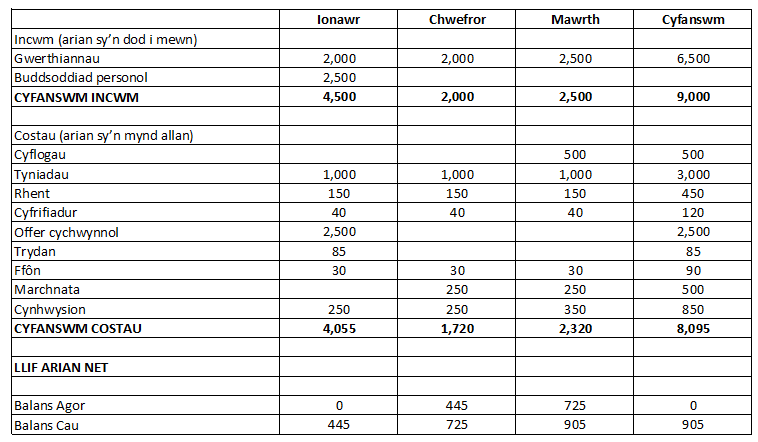 Ionawr Chwefror Mawrth Cyfanswm
Incwm (arian sy'n dod i mewn)
Gwerthiannau 2,000 2,000 2,500 6,500
Buddsoddiad personol 2,500
CYFANSWM INCWM 4,500 2,000 2,500 9,000
Costau (arian sy'n mynd allan)
Cyflogau 500 500
Tyniadau 1,000 1,000 1,000 3,000
Rhent 150 150 150 450
Cyfrifiadur 40 40 40 120
Offer cychwynnol 2,500 2,500
Trydan 85 85
Ffôn 30 30 30 90
Marchnata 250 250 500
Cynhwysion 250 250 350 850
CYFANSWM COSTAU 4,055 1,720 2,320 8,095
LLIF ARIAN NET
Balans Agor 0 445 725 0
Balans Cau 445 725 905 905